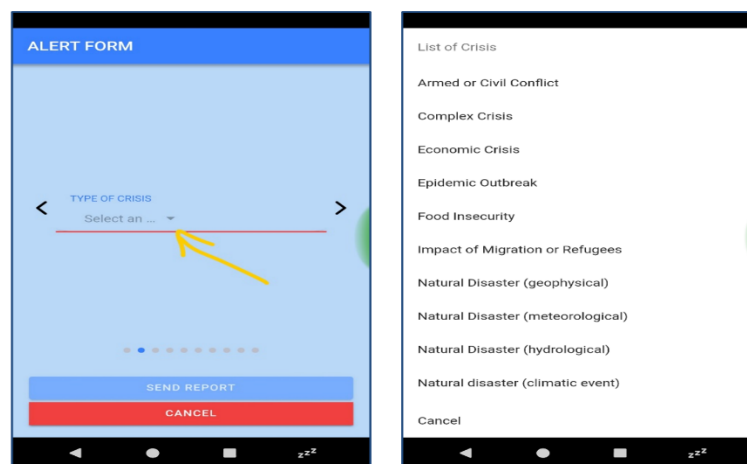 ALERT FORM
TYPE OF CRISIS
Select an ...
SEND REPORT
CANCEL
zzZ
List of Crisis
Armed or Civil Conflict
Complex Crisis
Economic Crisis
Epidemic Outbreak
Food Insecurity
Impact of Migration or Refugees
Natural Disaster (geophysical)
Natural Disaster (meteorological)
Natural Disaster (hydrological)
Natural disaster (climatic event)
Cancel
zzZ